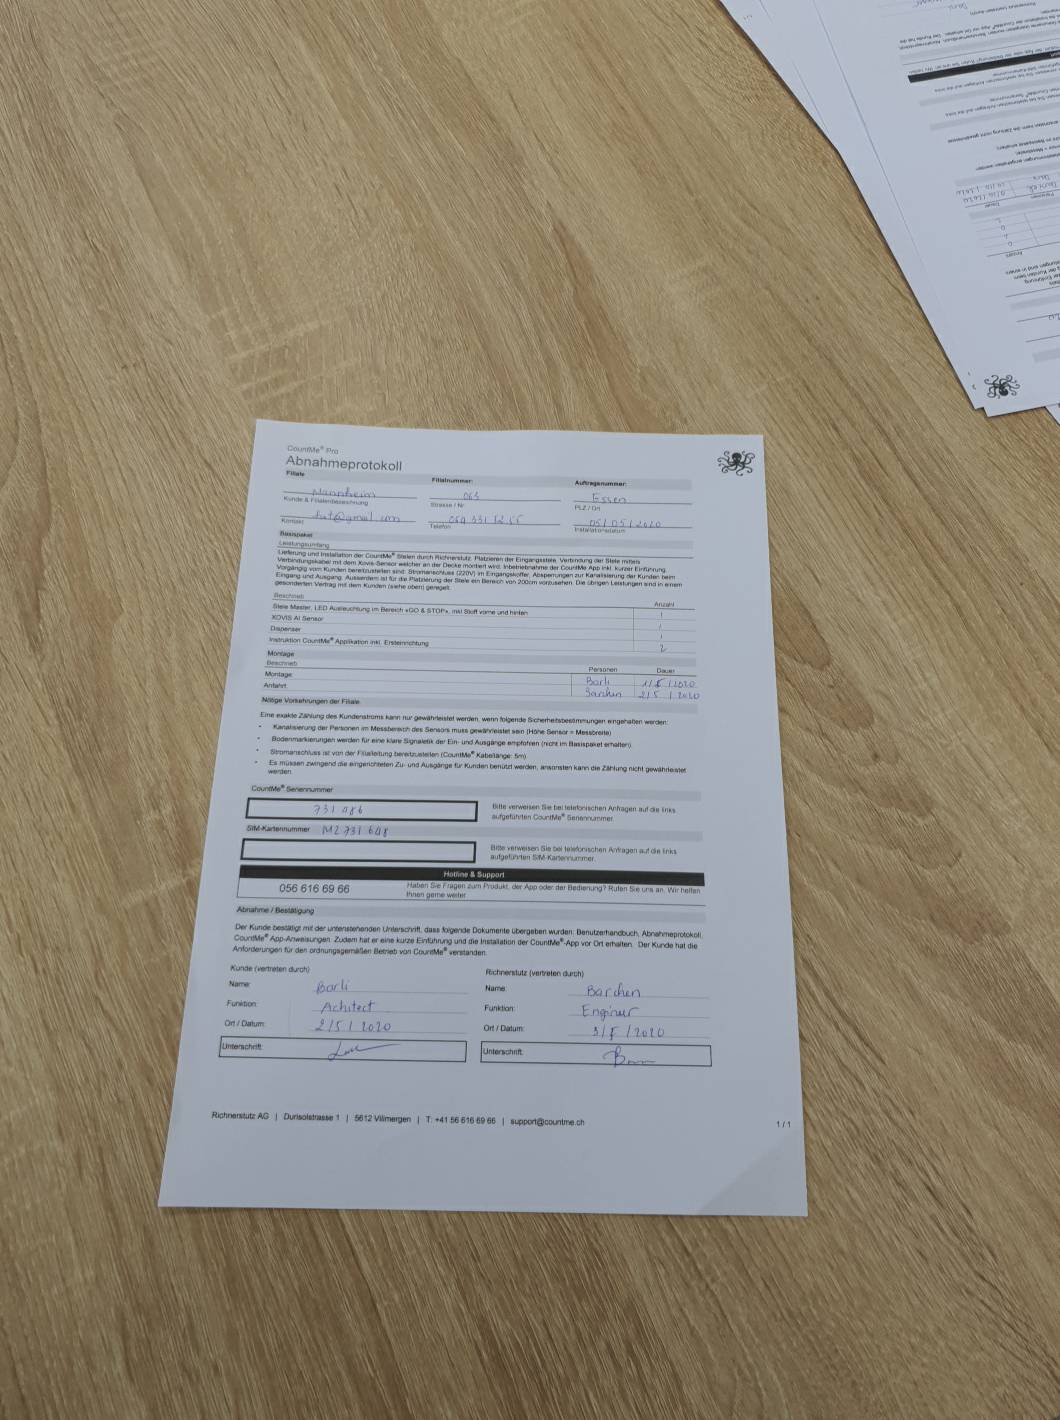 CountMe® Pro
Abnahmeprotokoll
Filiale Filialnummer: Auftragsnummer:
Mannheim 063 Essen
Kunde & Filialenbezeichnung Strasse / Nr. PLZ / Ort
05/05/2020
Kontakt Telefon Installationsdatum
Basispaket
Leistungsumfang
Lieferung und Installation der CountMe® Stelen durch Richnerstutz. Platzieren der Eingangsstele. Verbindung der Stele mittels
Verbindungskabel mit dem Xovis-Sensor welcher an der Decke montiert wird. Inbetriebnahme der CountMe App inkl. kurzer Einführung.
Vorgängig vom Kunden bereitzustellen sind: Stromanschluss (220V) im Eingangskoffer, Absperrungen zur Kanalisierung der Kunden beim
Eingang und Ausgang. Ausserdem ist für die Platzierung der Stele ein Bereich von 200cm vorzusehen. Die übrigen Leistungen sind in einem
gesonderten Vertrag mit dem Kunden (siehe oben) geregelt.
Beschrieb Anzahl
Stele Master, LED Ausleuchtung im Bereich «GO & STOP», inkl Stoff vorne und hinten 1
XOVIS AI Sensor 1
Dispenser 1
Instruktion CountMe® Applikation inkl. Ersteinrichtung 2
Montage
Beschrieb Personen Dauer
Montage Barli 1/5/2020
Anfahrt Barchen 2/5/2020
Nötige Vorkehrungen der Filiale
Eine exakte Zählung des Kundenstroms kann nur gewährleistet werden, wenn folgende Sicherheitsbestimmungen eingehalten werden:
• Kanalisierung der Personen im Messbereich des Sensors muss gewährleistet sein (Höhe Sensor = Messbreite)
• Bodenmarkierungen werden für eine klare Signaletik der Ein- und Ausgänge empfohlen (nicht im Basispaket erhalten)
• Stromanschluss ist von der Filialleitung bereitzustellen (CountMe® Kabellänge: 5m)
• Es müssen zwingend die eingerichteten Zu- und Ausgänge für Kunden benützt werden, ansonsten kann die Zählung nicht gewährleistet
werden.
CountMe® Seriennummer
731 086 Bitte verweisen Sie bei telefonischen Anfragen auf die links
aufgeführten CountMe® Seriennummer.
SIM-Kartennummer M2 731 608
Bitte verweisen Sie bei telefonischen Anfragen auf die links
aufgeführten SIM-Kartennummer.
Hotline & Support
056 616 69 66 Haben Sie Fragen zum Produkt, der App oder der Bedienung? Rufen Sie uns an. Wir helfen
Ihnen gerne weiter.
Abnahme / Bestätigung
Der Kunde bestätigt mit der untenstehenden Unterschrift, dass folgende Dokumente übergeben wurden: Benutzerhandbuch, Abnahmeprotokoll,
CountMe® App-Anweisungen. Zudem hat er eine kurze Einführung und die Installation der CountMe®-App vor Ort erhalten. Der Kunde hat die
Anforderungen für den ordnungsgemäßen Betrieb von CountMe® verstanden.
Kunde (vertreten durch) Richnerstutz (vertreten durch)
Name: Barli Name: Barchen
Funktion: Achitect Funktion: Enginur
Ort / Datum: 2/5/2020 Ort / Datum: 3/5/2020
Unterschrift: Unterschrift:
Richnerstutz AG | Durisolstrasse 1 | 5612 Villmergen | T: +41 56 616 69 66 | support@countme.ch
1 / 1